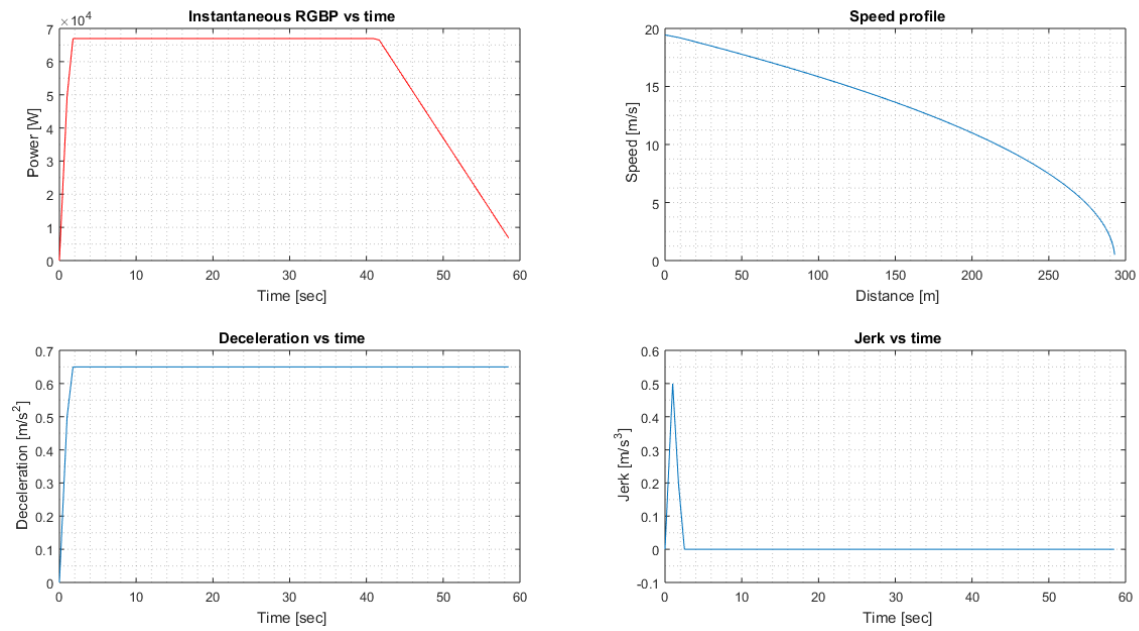 Instantaneous RGBP vs time
×10⁴
7
6
5
4
3
2
1
0
Power [W]
0 10 20 30 40 50 60
Time [sec]
Speed profile
20
15
10
5
0
Speed [m/s]
0 50 100 150 200 250 300
Distance [m]
Deceleration vs time
0.7
0.6
0.5
0.4
0.3
0.2
0.1
0
Deceleration [m/s²]
0 10 20 30 40 50 60
Time [sec]
Jerk vs time
0.6
0.5
0.4
0.3
0.2
0.1
0
-0.1
Jerk [m/s³]
0 10 20 30 40 50 60
Time [sec]